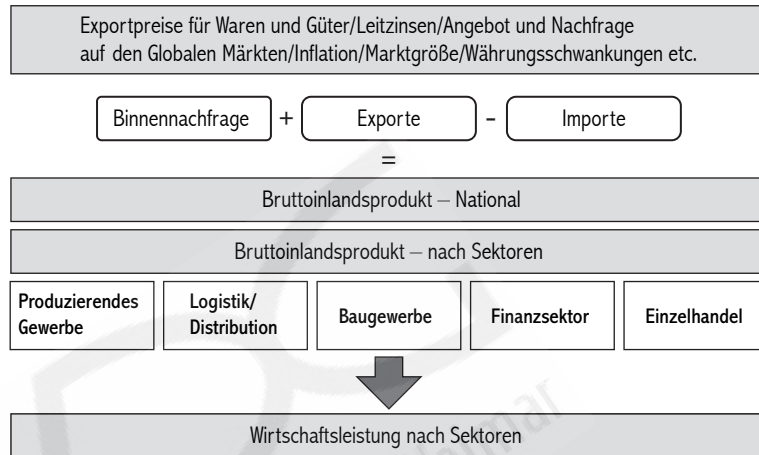 Exportpreise für Waren und Güter/Leitzinsen/Angebot und Nachfrage
auf den Globalen Märkten/Inflation/Marktgröße/Währungsschwankungen etc.
Binnennachfrage + Exporte - Importe
=
Bruttoinlandsprodukt – National
Bruttoinlandsprodukt – nach Sektoren
Produzierendes
Gewerbe
Logistik/
Distribution
Baugewerbe
Finanzsektor
Einzelhandel
Wirtschaftsleistung nach Sektoren